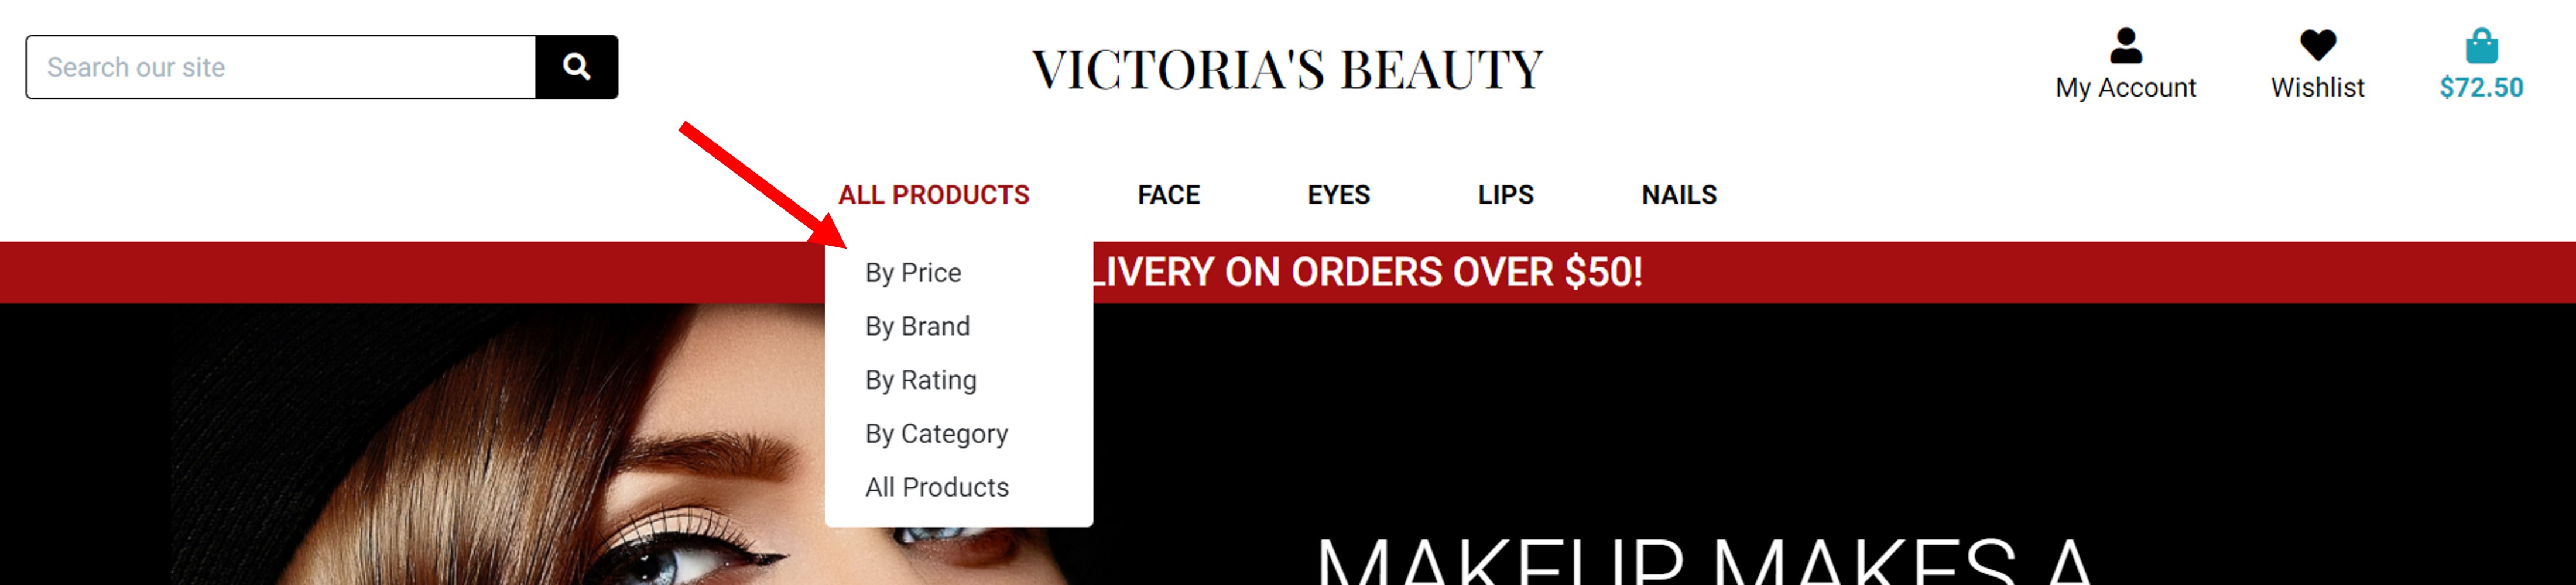 Search our site
VICTORIA'S BEAUTY
My Account
Wishlist
$72.50
ALL PRODUCTS
FACE
EYES
LIPS
NAILS
By Price
By Brand
By Rating
By Category
All Products
LIVERY ON ORDERS OVER $50!
MAKEUP MAKES A